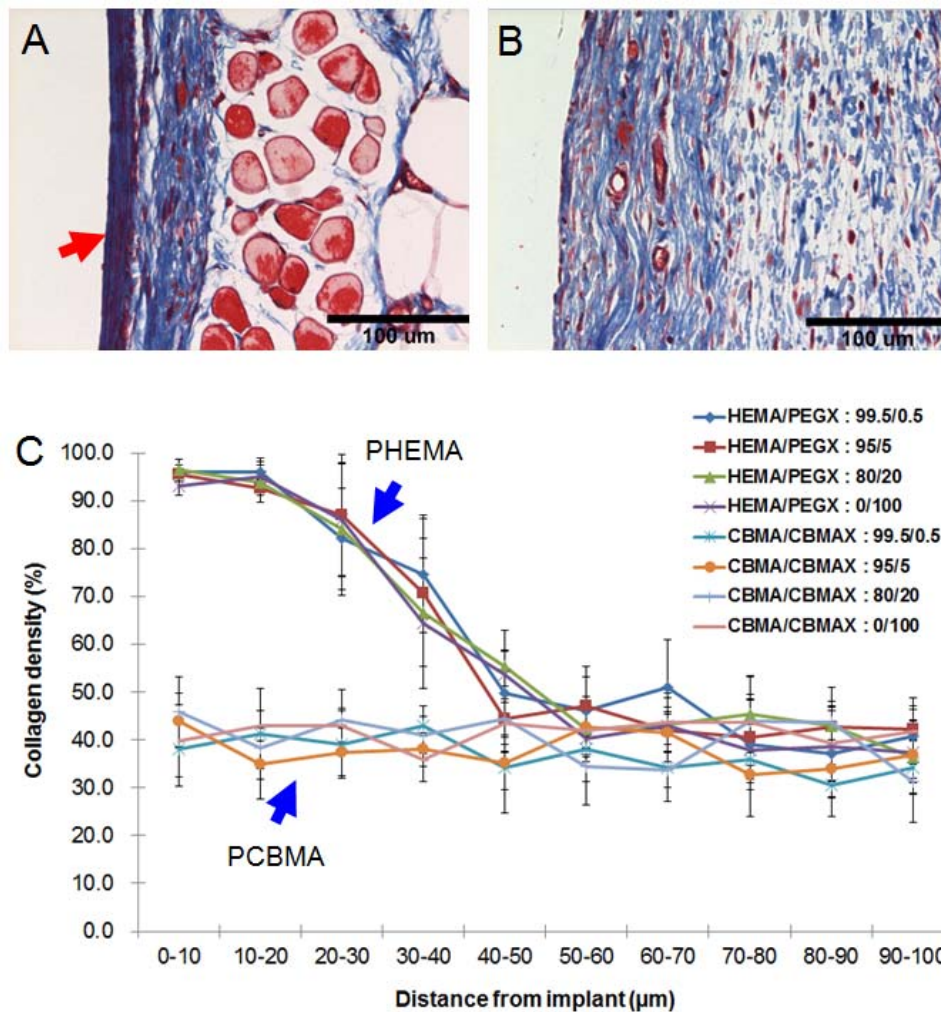 A
B
100 um
100 um
C
HEMA/PEGX : 99.5/0.5
HEMA/PEGX : 95/5
HEMA/PEGX : 80/20
HEMA/PEGX : 0/100
CBMA/CBMAX : 99.5/0.5
CBMA/CBMAX : 95/5
CBMA/CBMAX : 80/20
CBMA/CBMAX : 0/100
PHEMA
PCBMA
Collagen density (%)
100.0
90.0
80.0
70.0
60.0
50.0
40.0
30.0
20.0
10.0
0.0
0-10 10-20 20-30 30-40 40-50 50-60 60-70 70-80 80-90 90-100
Distance from implant (µm)